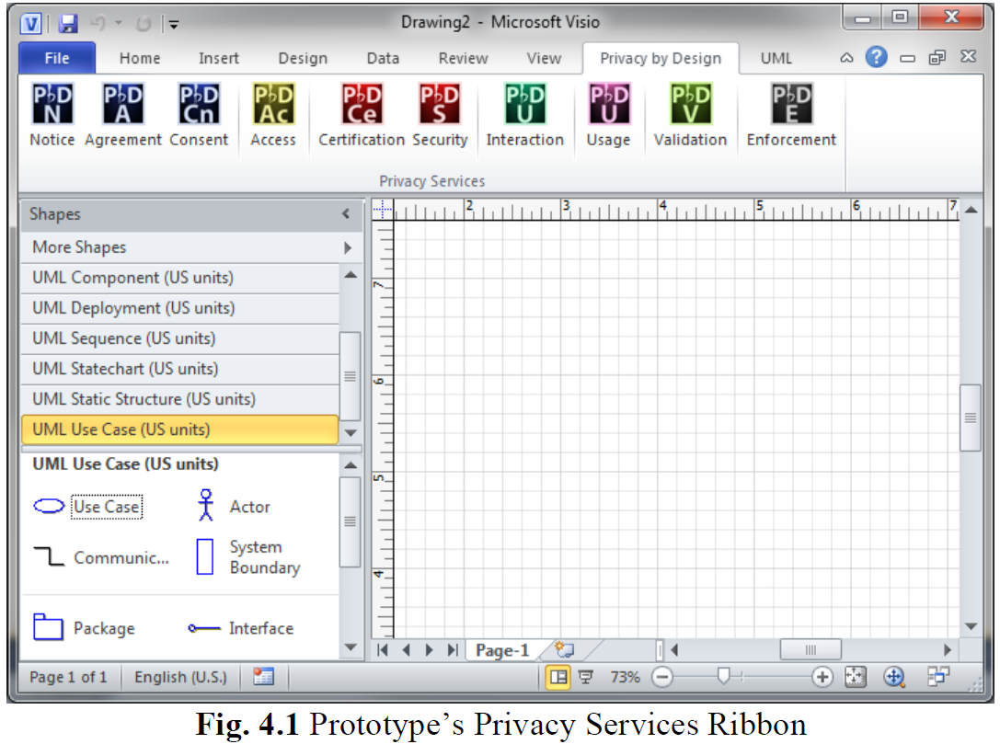 Drawing2 - Microsoft Visio
File Home Insert Design Data Review View Privacy by Design UML
PbD N PbD A PbD Cn PbD Ac PbD Ce PbD S PbD U PbD U PbD V PbD E
Notice Agreement Consent Access Certification Security Interaction Usage Validation Enforcement
Privacy Services
Shapes
More Shapes
UML Component (US units)
UML Deployment (US units)
UML Sequence (US units)
UML Statechart (US units)
UML Static Structure (US units)
UML Use Case (US units)
UML Use Case (US units)
Use Case Actor
Communic... System Boundary
Package Interface
2 3 4 5 6 7
7
6
5
4
Page-1
Page 1 of 1 English (U.S.) 73%
Fig. 4.1 Prototype's Privacy Services Ribbon